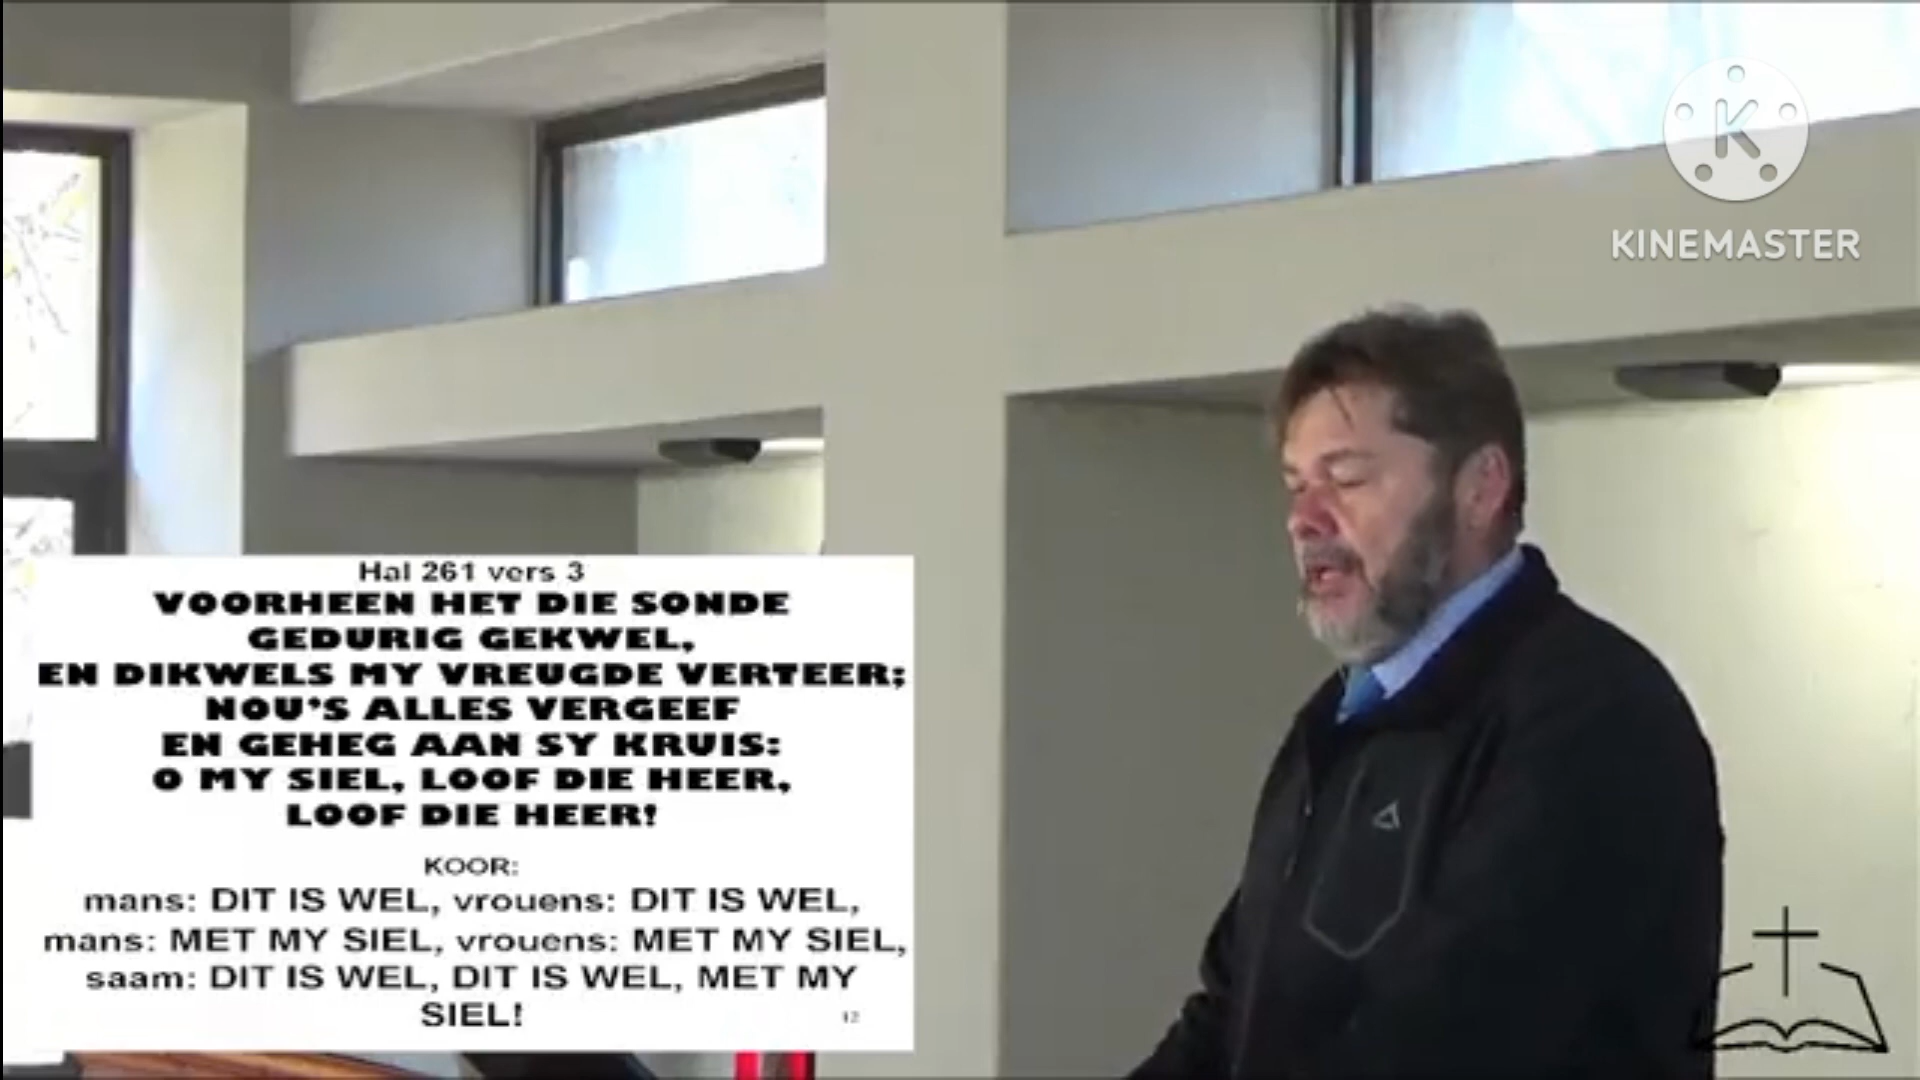 KINEMASTER
Hal 261 vers 3
VOORHEEN HET DIE SONDE
GEDURIG GEKWEL,
EN DIKWELS MY VREUGDE VERTEER;
NOU'S ALLES VERGEEF
EN GEHEG AAN SY KRUIS:
O MY SIEL, LOOF DIE HEER,
LOOF DIE HEER!
KOOR:
mans: DIT IS WEL, vrouens: DIT IS WEL,
mans: MET MY SIEL, vrouens: MET MY SIEL,
saam: DIT IS WEL, DIT IS WEL, MET MY
SIEL!
12